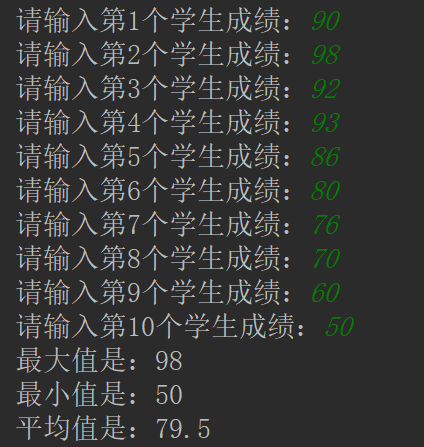 请输入第1个学生成绩：90
请输入第2个学生成绩：98
请输入第3个学生成绩：92
请输入第4个学生成绩：93
请输入第5个学生成绩：86
请输入第6个学生成绩：80
请输入第7个学生成绩：76
请输入第8个学生成绩：70
请输入第9个学生成绩：60
请输入第10个学生成绩：50
最大值是：98
最小值是：50
平均值是：79.5